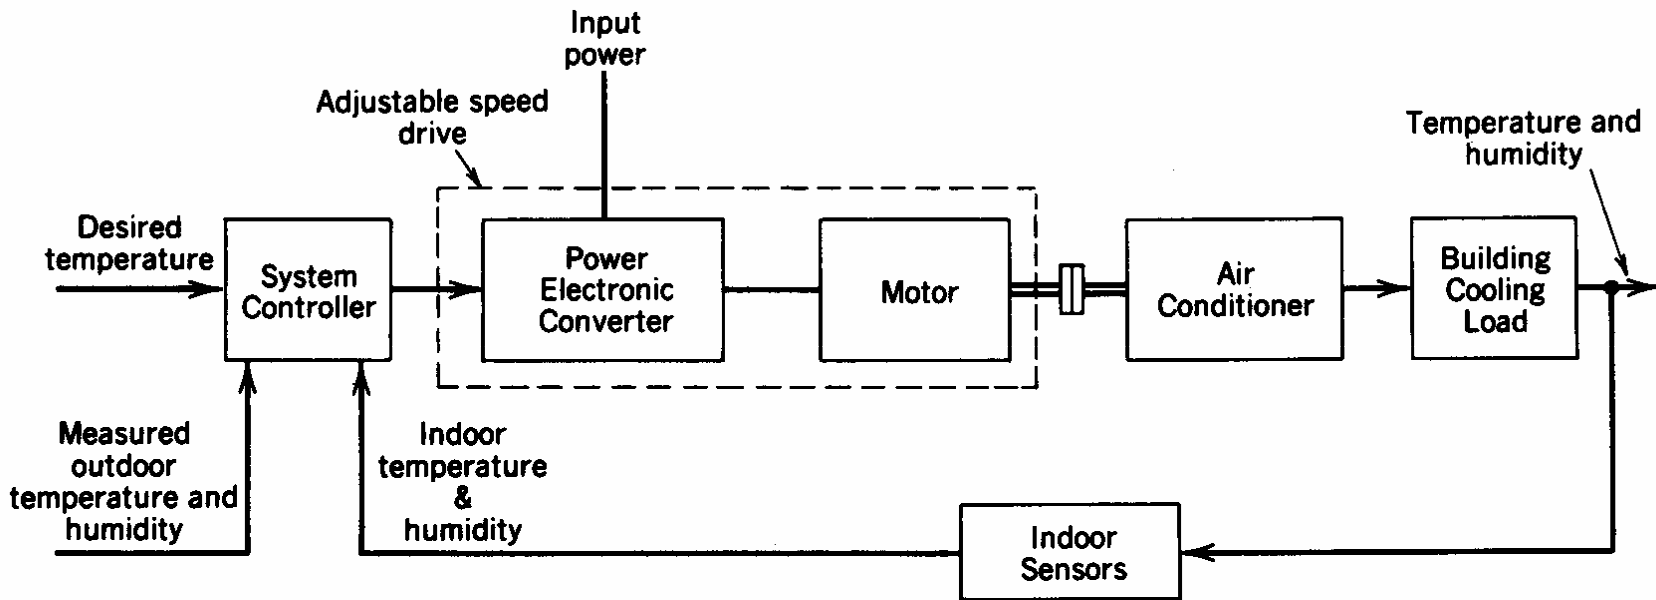 Input
power
Adjustable speed
drive
Temperature and
humidity
Desired
temperature
System
Controller
Power
Electronic
Converter
Motor
Air
Conditioner
Building
Cooling
Load
Measured
outdoor
temperature and
humidity
Indoor
temperature
&
humidity
Indoor
Sensors